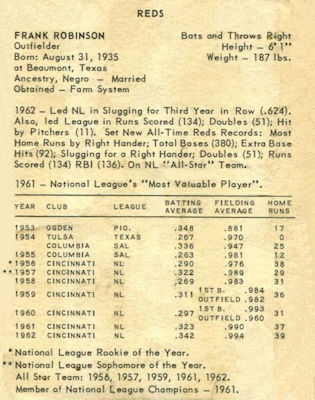 REDS
FRANK ROBINSON Bats and Throws Right
Outfielder Height — 6' 1"
Born: August 31, 1935 Weight — 187 lbs.
at Beaumont, Texas
Ancestry, Negro — Married
Obtained — Farm System
1962 — Led NL in Slugging for Third Year in Row (.624).
Also, led League in Runs Scored (134); Doubles (51); Hit
by Pitchers (11). Set New All-Time Reds Records: Most
Home Runs by Right Hander; Total Bases (380); Extra Base
Hits (92); Slugging for a Right Hander; Doubles (51); Runs
Scored (134) RBI (136). On NL "All-Star" Team.
1961 — National League's "Most Valuable Player".
YEAR CLUB LEAGUE BATTING AVERAGE FIELDING AVERAGE HOME RUNS
1953 OGDEN PIO. .348 .881 17
1954 TULSA TEXAS .267 .970 0
COLUMBIA SAL .336 .947 25
1955 COLUMBIA SAL .263 .981 12
*1956 CINCINNATI NL .290 .976 38
**1957 CINCINNATI NL .322 .989 29
1958 CINCINNATI NL .269 .983 31
1959 CINCINNATI NL .311 1ST B. .984 OUTFIELD .982 36
1960 CINCINNATI NL .297 1ST B. .993 OUTFIELD .960 31
1961 CINCINNATI NL .323 .990 37
1962 CINCINNATI NL .342 .994 39
*National League Rookie of the Year.
**National League Sophomore of the Year.
All Star Team: 1956, 1957, 1959, 1961, 1962.
Member of National League Champions — 1961.